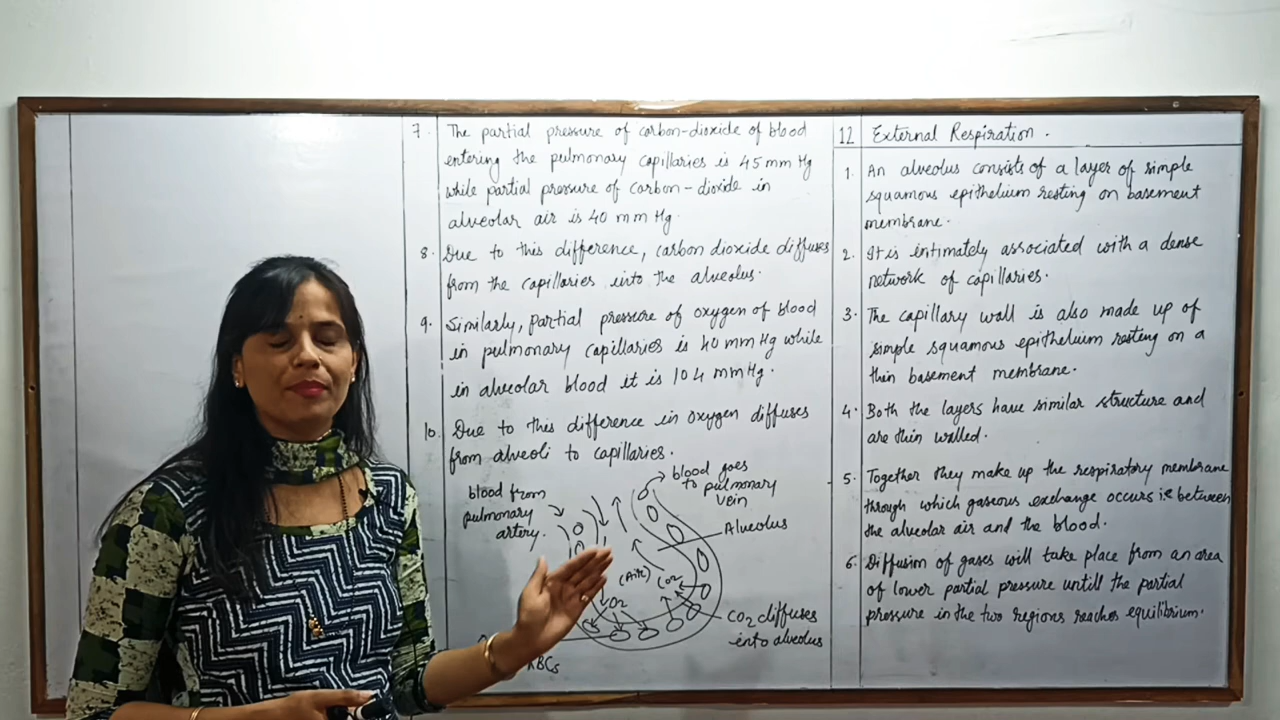 7. The partial pressure of carbon-dioxide of blood
entering the pulmonary capillaries is 45 mm Hg
while partial pressure of carbon-dioxide in
alveolar air is 40 mm Hg.
8. Due to this difference, carbon dioxide diffuses
from the capillaries into the alveolus.
9. Similarly, partial pressure of oxygen of blood
in pulmonary capillaries is 40 mm Hg while
in alveolar blood it is 104 mm Hg.
10. Due to this difference in oxygen diffuses
from alveoli to capillaries.
blood from
pulmonary
artery.
blood goes
to pulmonary
vein
Alveolus
(Air)
CO2
O2
CO2 diffuses
into alveolus
RBCs
12 External Respiration.
1. An alveolus consists of a layer of simple
squamous epithelium resting on basement
membrane.
2. It is intimately associated with a dense
network of capillaries.
3. The capillary wall is also made up of
simple squamous epithelium resting on a
thin basement membrane.
4. Both the layers have similar structure and
are thin walled.
5. Together they make up the respiratory membrane
through which gaseous exchange occurs i.e between
the alveolar air and the blood.
6. Diffusion of gases will take place from an area
of lower partial pressure untill the partial
pressure in the two regions reaches equilibrium.